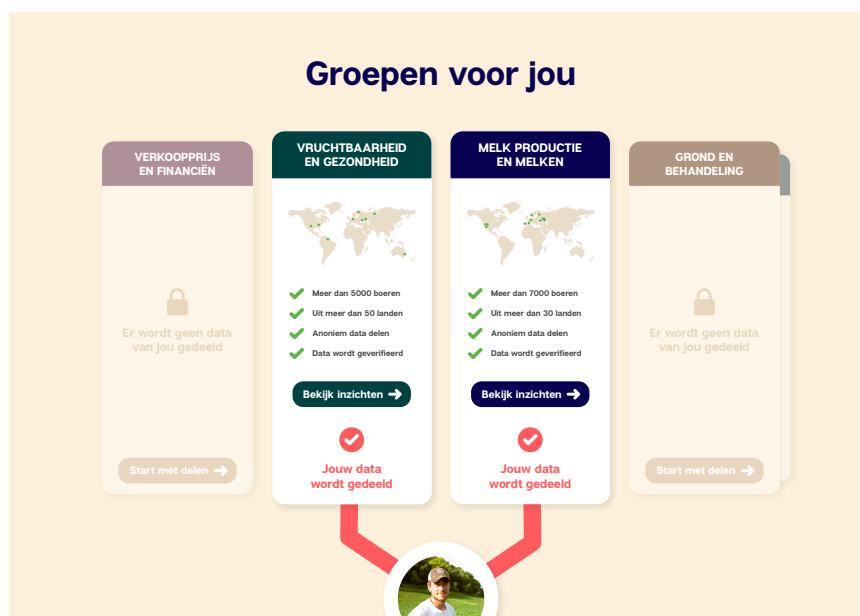 Groepen voor jou
VERKOOPPRIJS
EN FINANCIËN
Er wordt geen data
van jou gedeeld
Start met delen
VRUCHTBAARHEID
EN GEZONDHEID
Meer dan 5000 boeren
Uit meer dan 50 landen
Anoniem data delen
Data wordt geverifieerd
Bekijk inzichten
Jouw data
wordt gedeeld
MELK PRODUCTIE
EN MELKEN
Meer dan 7000 boeren
Uit meer dan 30 landen
Anoniem data delen
Data wordt geverifieerd
Bekijk inzichten
Jouw data
wordt gedeeld
GROND EN
BEHANDELING
Er wordt geen data
van jou gedeeld
Start met delen